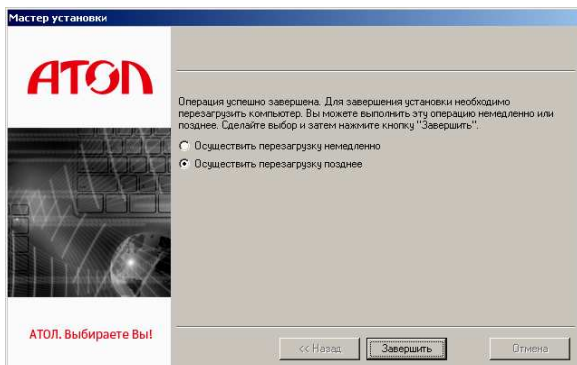 Мастер установки
АТОЛ
Операция успешно завершена. Для завершения установки необходимо
перезагрузить компьютер. Вы можете выполнить эту операцию немедленно или
позднее. Сделайте выбор и затем нажмите кнопку "Завершить".
Осуществить перезагрузку немедленно
Осуществить перезагрузку позднее
АТОЛ. Выбираете Вы!
<< Назад
Завершить
Отмена